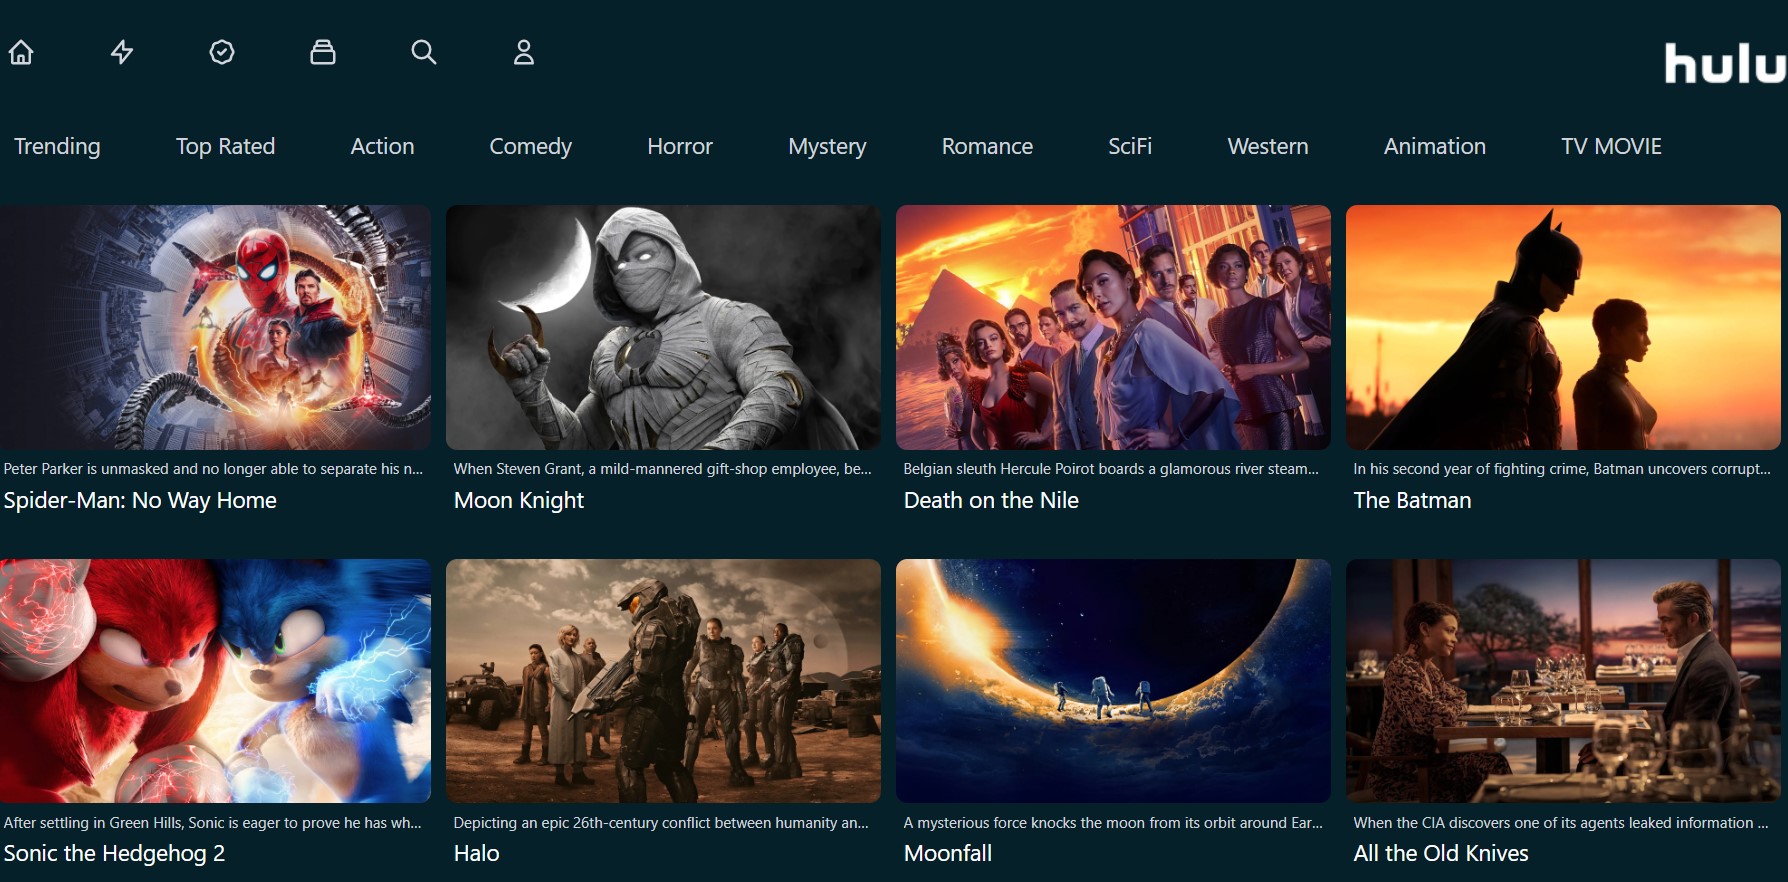 hulu
Trending Top Rated Action Comedy Horror Mystery Romance SciFi Western Animation TV MOVIE
Peter Parker is unmasked and no longer able to separate his n...
Spider-Man: No Way Home
When Steven Grant, a mild-mannered gift-shop employee, be...
Moon Knight
Belgian sleuth Hercule Poirot boards a glamorous river steam...
Death on the Nile
In his second year of fighting crime, Batman uncovers corrupt...
The Batman
After settling in Green Hills, Sonic is eager to prove he has wh...
Sonic the Hedgehog 2
Depicting an epic 26th-century conflict between humanity an...
Halo
A mysterious force knocks the moon from its orbit around Ear...
Moonfall
When the CIA discovers one of its agents leaked information ...
All the Old Knives